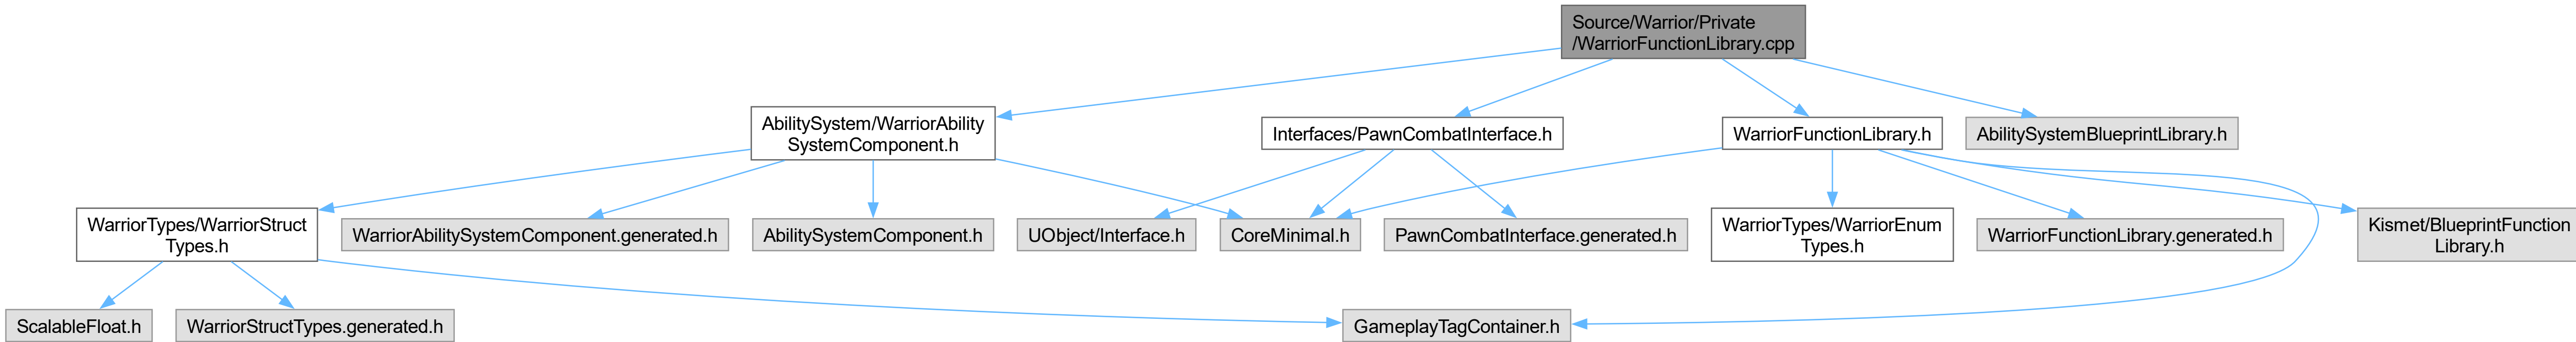 Source/Warrior/Private
/WarriorFunctionLibrary.cpp
AbilitySystem/WarriorAbility
SystemComponent.h
Interfaces/PawnCombatInterface.h
WarriorFunctionLibrary.h
AbilitySystemBlueprintLibrary.h
WarriorTypes/WarriorStruct
Types.h
WarriorAbilitySystemComponent.generated.h
AbilitySystemComponent.h
UObject/Interface.h
CoreMinimal.h
PawnCombatInterface.generated.h
WarriorTypes/WarriorEnum
Types.h
WarriorFunctionLibrary.generated.h
Kismet/BlueprintFunction
Library.h
ScalableFloat.h
WarriorStructTypes.generated.h
GameplayTagContainer.h